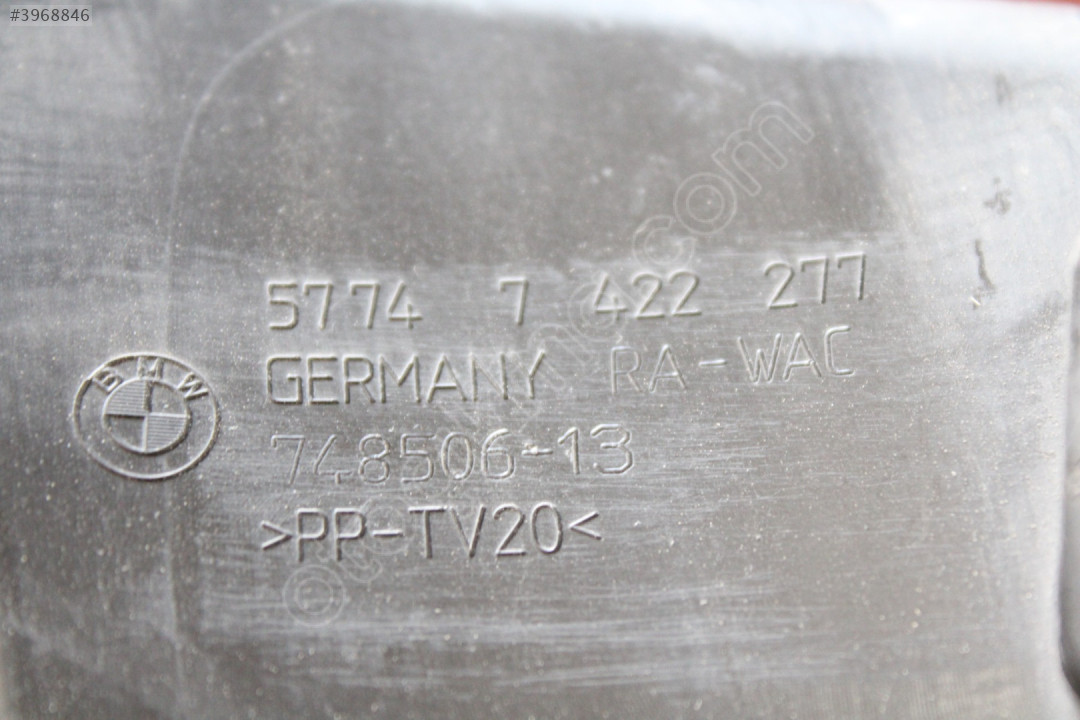 #3968846
5774 7 422 277
GERMANY RA-WAC
BMW
748506-13
>PP-TV20<